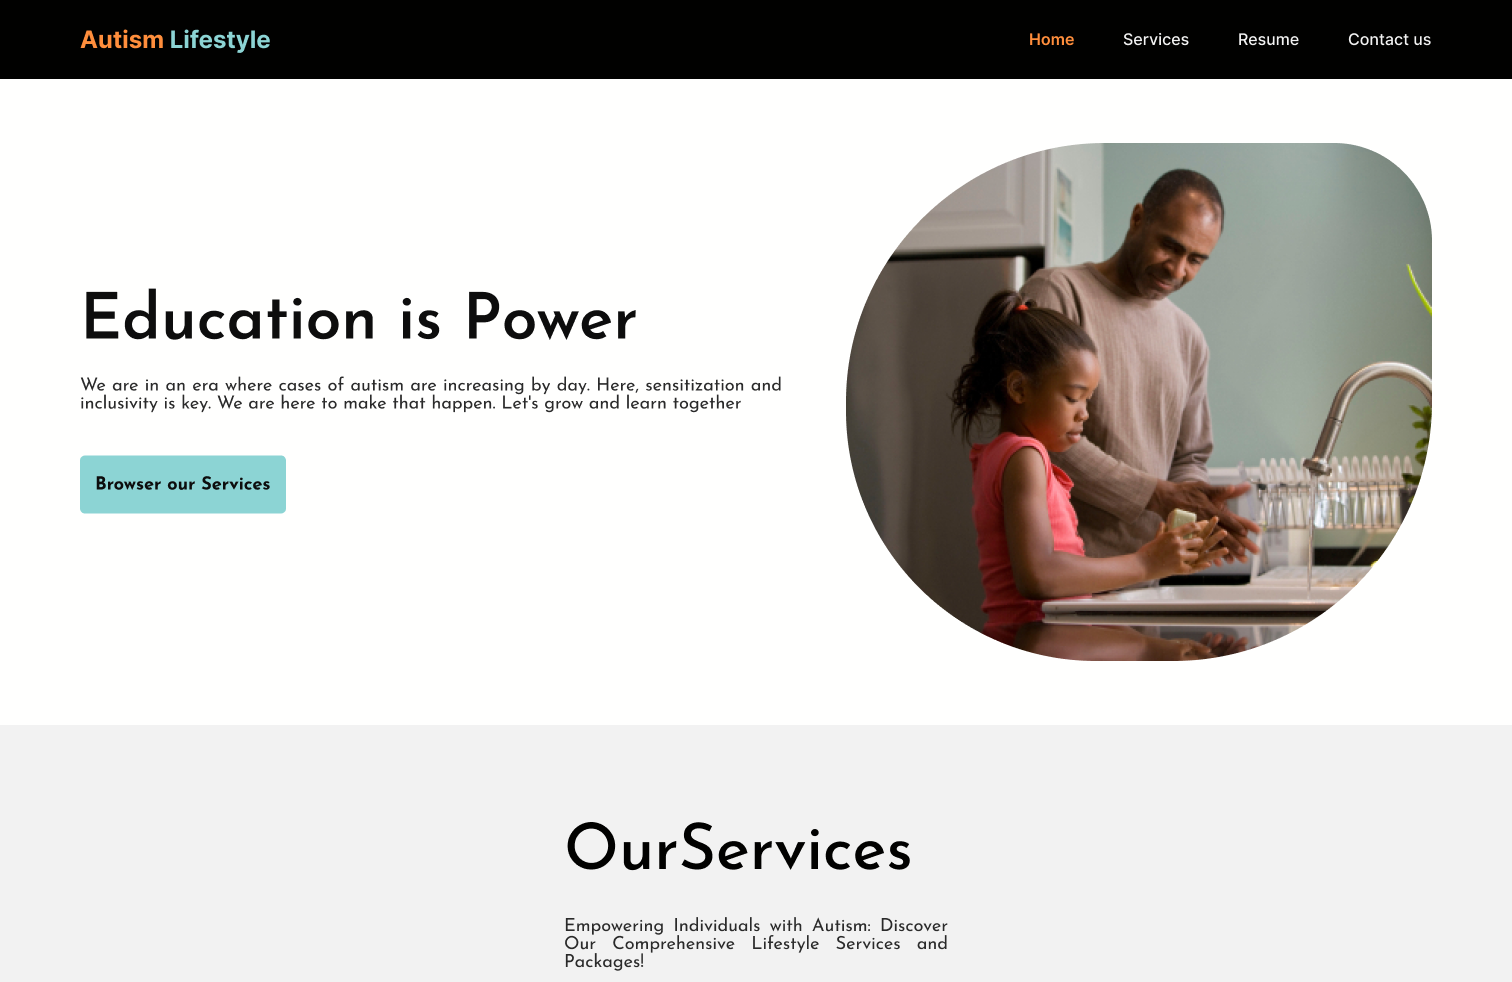 Autism Lifestyle
Home Services Resume Contact us
Education is Power
We are in an era where cases of autism are increasing by day. Here, sensitization and
inclusivity is key. We are here to make that happen. Let's grow and learn together
Browser our Services
OurServices
Empowering Individuals with Autism: Discover
Our Comprehensive Lifestyle Services and
Packages!